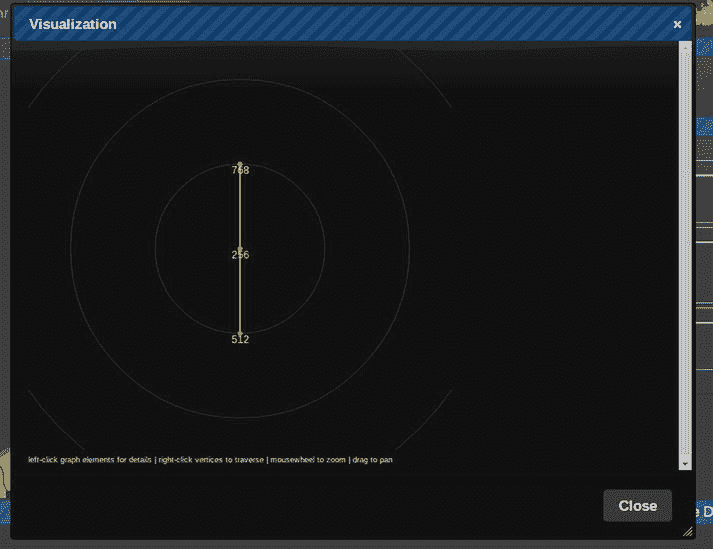 Visualization
×
768
256
512
left-click graph elements for details | right-click vertices to traverse | mousewheel to zoom | drag to pan
Close
e D